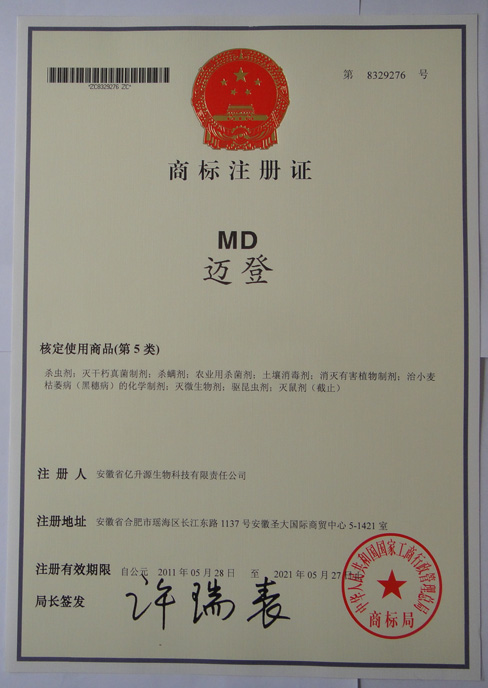 *ZC8329276 ZC*
第 8329276 号
商标注册证
MD
迈登
核定使用商品(第 5 类)
杀虫剂；灭干朽真菌制剂；杀螨剂；农业用杀菌剂；土壤消毒剂；消灭有害植物制剂；治小麦
枯萎病（黑穗病）的化学制剂；灭微生物剂；驱昆虫剂；灭鼠剂（截止）
注 册 人 安徽省亿升源生物科技有限责任公司
注册地址 安徽省合肥市瑶海区长江东路 1137 号安徽圣大国际商贸中心 5-1421 室
注册有效期限 自公元 2011 年 05 月 28 日 至 2021 年 05 月 27 日止
局长签发 许瑞表
中华人民共和国国家工商行政管理总局
商标局